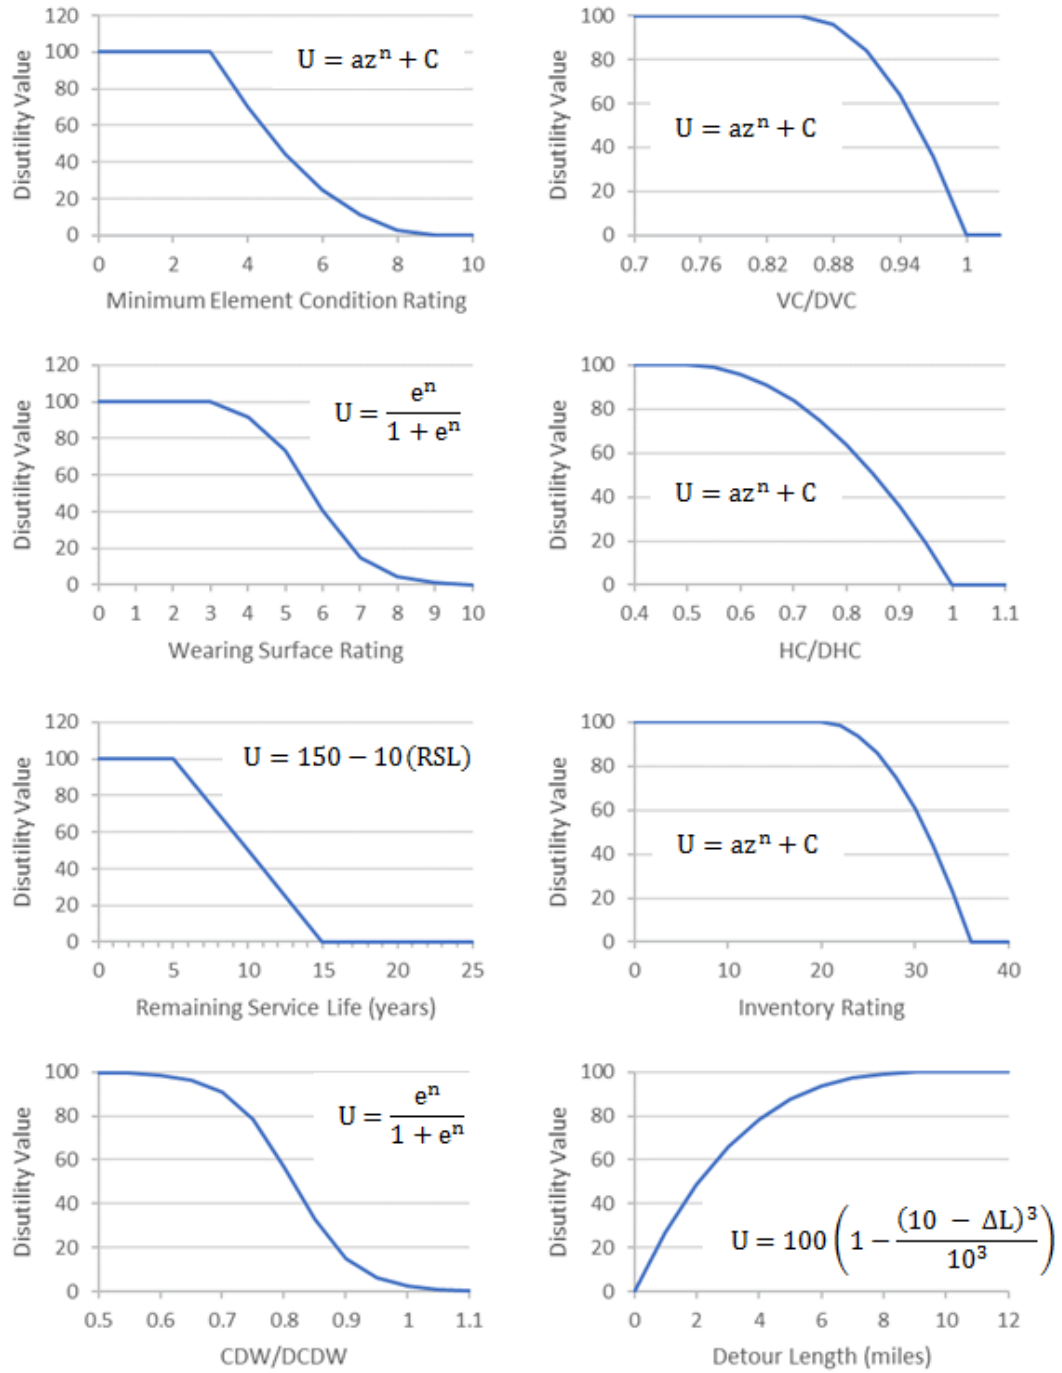 120
100
80
60
40
20
0
Disutility Value
U = azⁿ + C
0 2 4 6 8 10
Minimum Element Condition Rating
100
80
60
40
20
0
Disutility Value
U = azⁿ + C
0.7 0.76 0.82 0.88 0.94 1
VC/DVC
120
100
80
60
40
20
0
Disutility Value
U = eⁿ / 1 + eⁿ
0 1 2 3 4 5 6 7 8 9 10
Wearing Surface Rating
100
80
60
40
20
0
Disutility Value
U = azⁿ + C
0.4 0.5 0.6 0.7 0.8 0.9 1 1.1
HC/DHC
120
100
80
60
40
20
0
Disutility Value
U = 150 − 10(RSL)
0 5 10 15 20 25
Remaining Service Life (years)
100
80
60
40
20
0
Disutility Value
U = azⁿ + C
0 10 20 30 40
Inventory Rating
100
80
60
40
20
0
Disutility Value
U = eⁿ / 1 + eⁿ
0.5 0.6 0.7 0.8 0.9 1 1.1
CDW/DCDW
100
80
60
40
20
0
Disutility Value
U = 100 (1 − (10 − ΔL)³ / 10³)
0 2 4 6 8 10 12
Detour Length (miles)